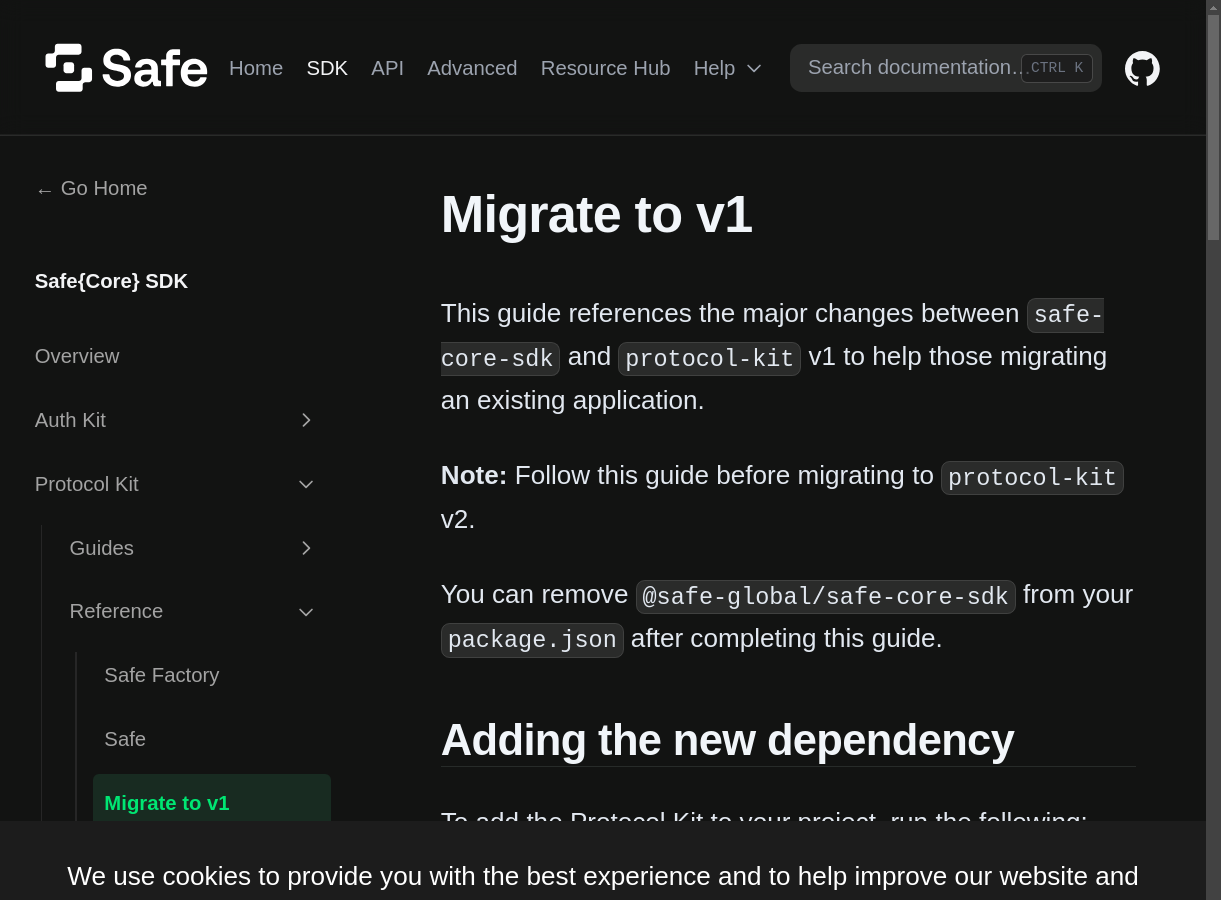 Safe Home SDK API Advanced Resource Hub Help Search documentation… CTRL K
← Go Home
Safe{Core} SDK
Overview
Auth Kit
Protocol Kit
Guides
Reference
Safe Factory
Safe
Migrate to v1
Migrate to v1
This guide references the major changes between safe-
core-sdk and protocol-kit v1 to help those migrating
an existing application.
Note: Follow this guide before migrating to protocol-kit
v2.
You can remove @safe-global/safe-core-sdk from your
package.json after completing this guide.
Adding the new dependency
To add the Protocol Kit to your project, run the following:
We use cookies to provide you with the best experience and to help improve our website and